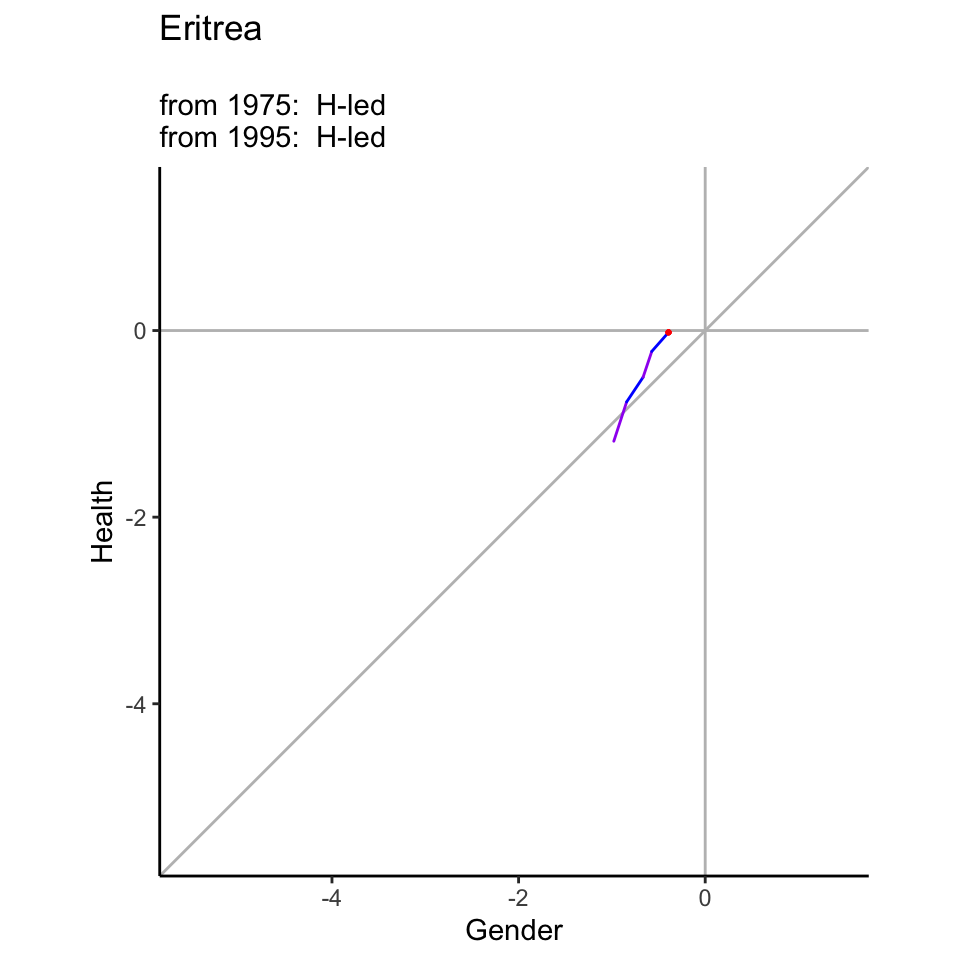 Eritrea
from 1975:  H-led
from 1995:  H-led
0
-2
-4
Health
-4
-2
0
Gender